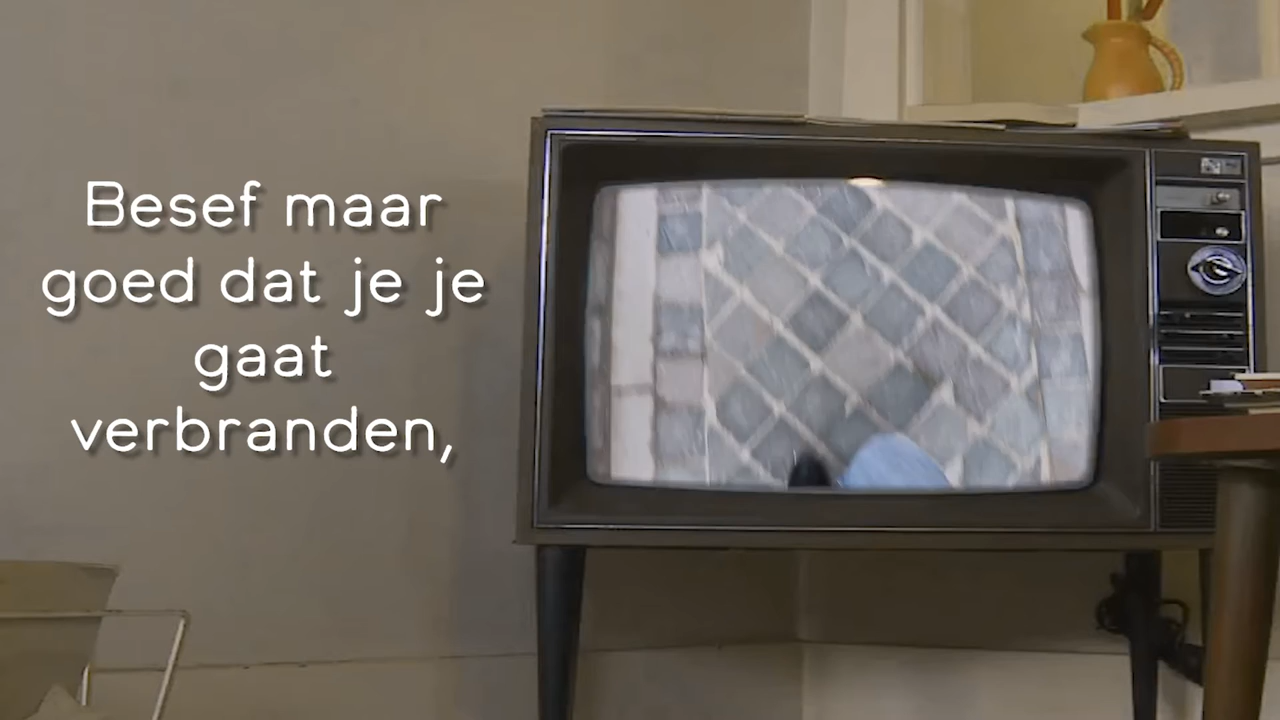 Besef maar
goed dat je je
gaat
verbranden,